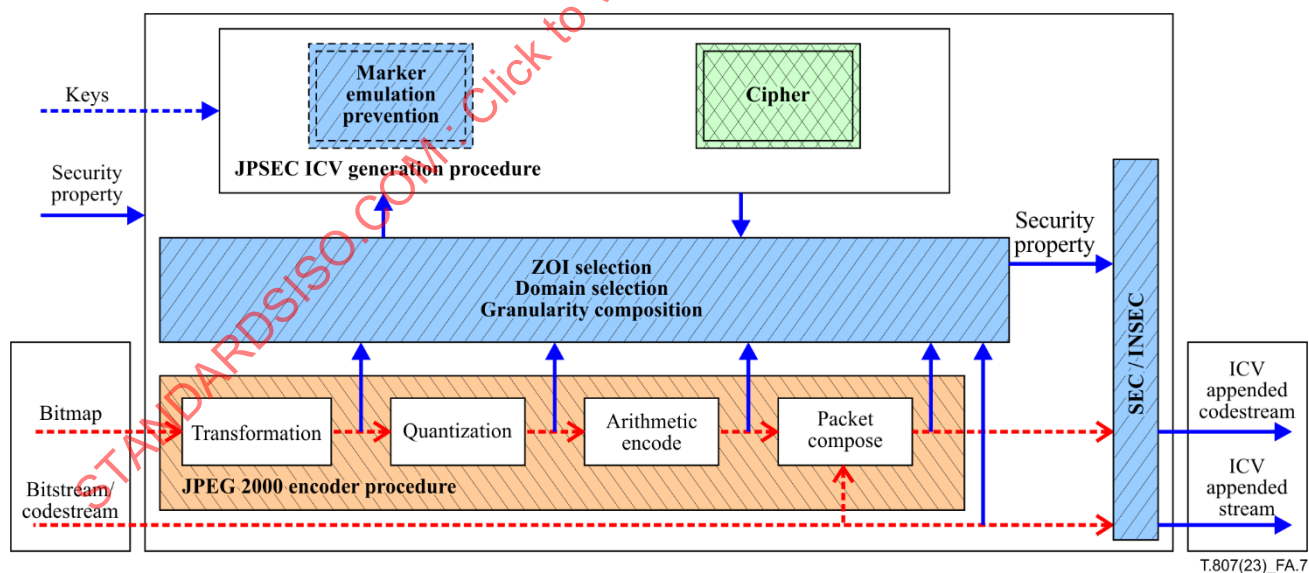 Marker
emulation
prevention
Cipher
Keys
JPSEC ICV generation procedure
Security
property
Security
property
ZOI selection
Domain selection
Granularity composition
SEC / INSEC
Bitmap
Transformation
Quantization
Arithmetic
encode
Packet
compose
ICV
appended
codestream
Bitstream/
codestream
JPEG 2000 encoder procedure
ICV
appended
stream
T.807(23)_FA.7
STANDARDSISO.COM : Click to